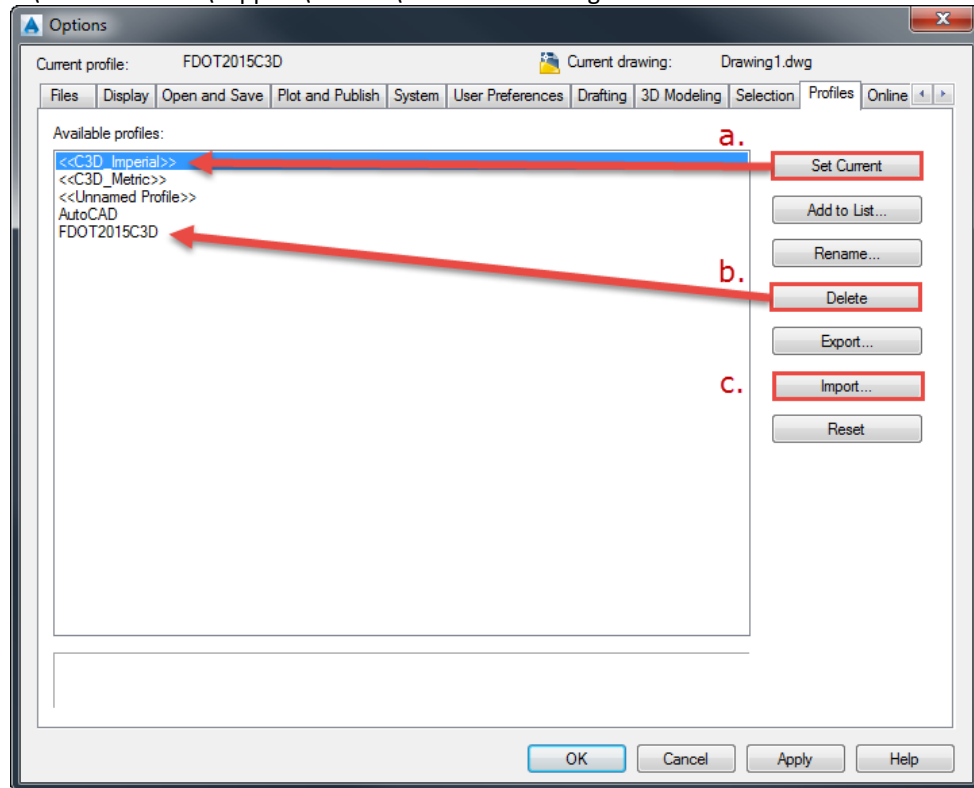 Options
Current profile: FDOT2015C3D Current drawing: Drawing1.dwg
Files Display Open and Save Plot and Publish System User Preferences Drafting 3D Modeling Selection Profiles Online
Available profiles:
a.
<<C3D_Imperial>> Set Current
<<C3D_Metric>>
<<Unnamed Profile>>
AutoCAD Add to List...
FDOT2015C3D
Rename...
b.
Delete
Export...
c. Import...
Reset
OK Cancel Apply Help